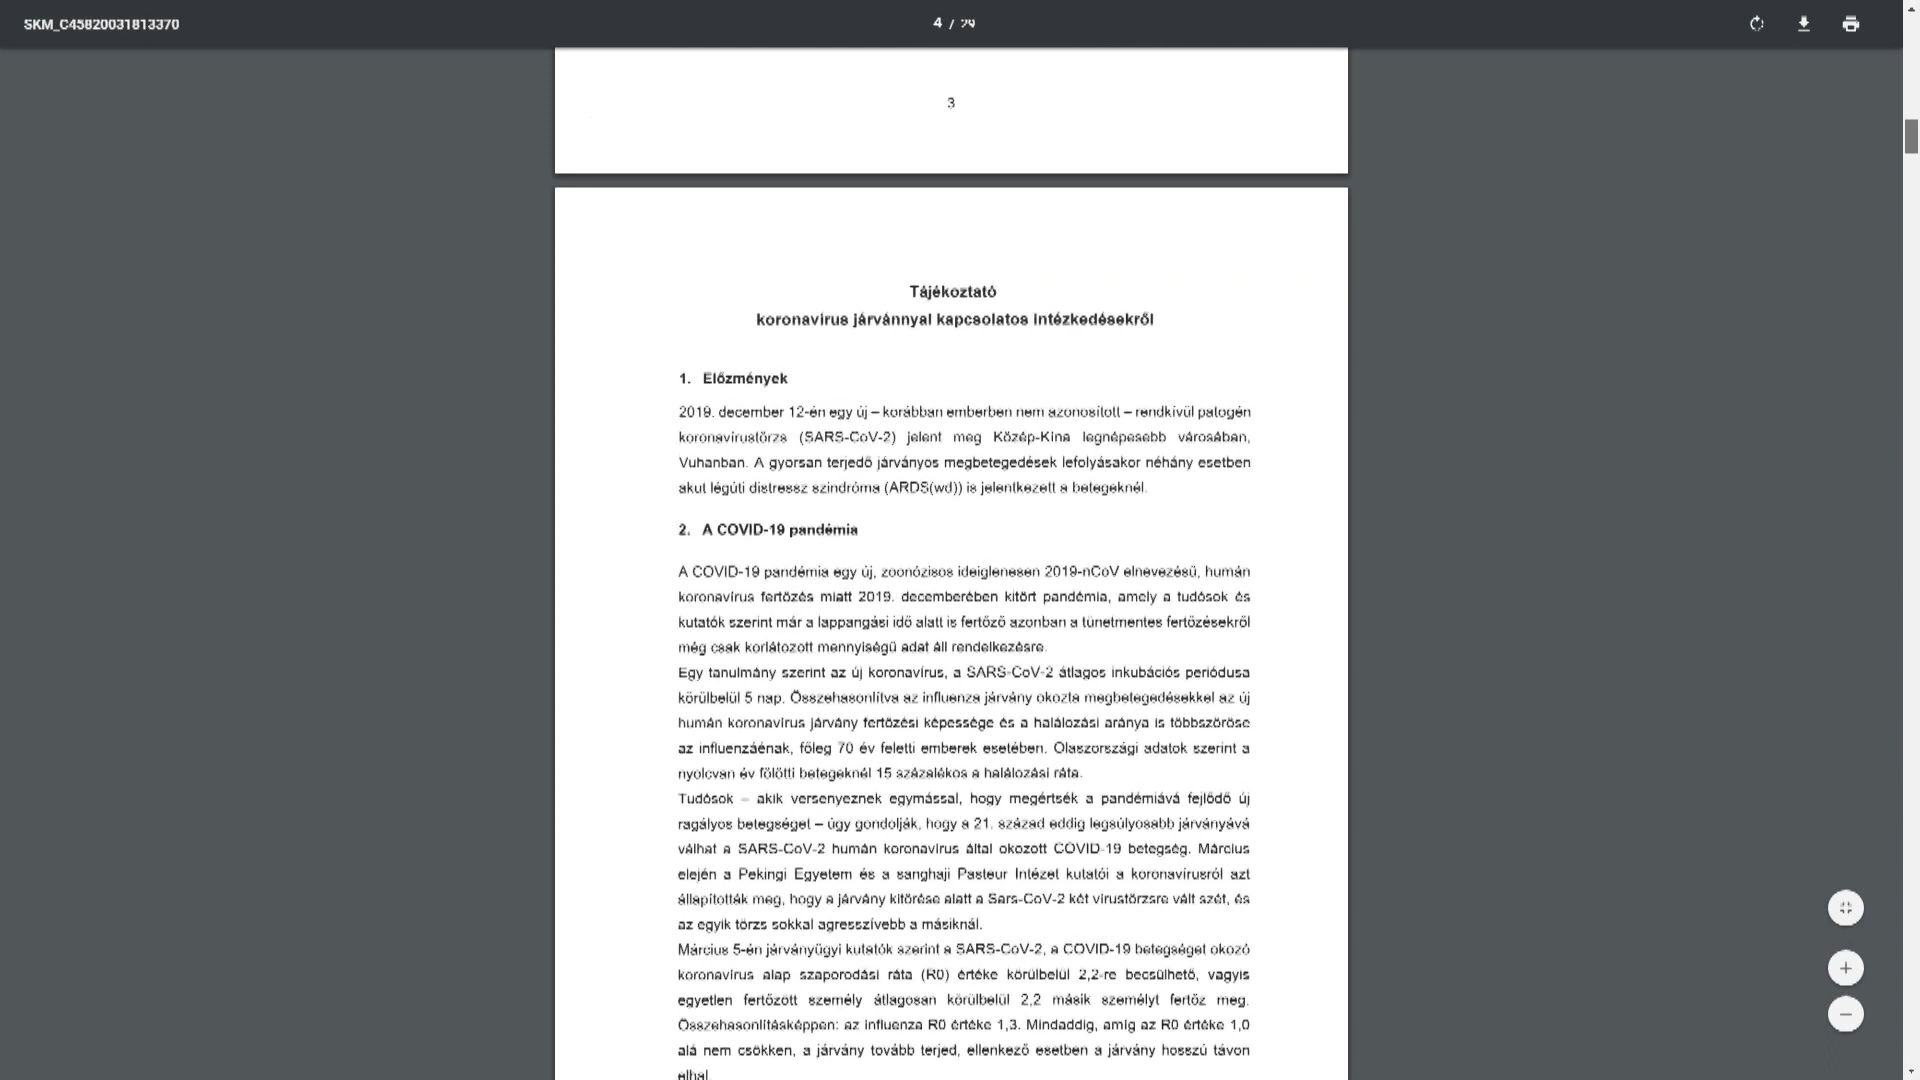 SKM_C45820031813370
4 / 29
3
Tájékoztató
koronavírus járvánnyal kapcsolatos intézkedésekről
1. Előzmények
2019. december 12-én egy új – korábban emberben nem azonosított – rendkívül patogén
koronavírustörzs (SARS-CoV-2) jelent meg Közép-Kína legnépesebb városában,
Vuhanban. A gyorsan terjedő járványos megbetegedések lefolyásakor néhány esetben
akut légúti distressz szindróma (ARDS(wd)) is jelentkezett a betegeknél.
2. A COVID-19 pandémia
A COVID-19 pandémia egy új, zoonózisos ideiglenesen 2019-nCoV elnevezésű, humán
koronavírus fertőzés miatt 2019. decemberében kitört pandémia, amely a tudósok és
kutatók szerint már a lappangási idő alatt is fertőző azonban a tünetmentes fertőzésekről
még csak korlátozott mennyiségű adat áll rendelkezésre.
Egy tanulmány szerint az új koronavírus, a SARS-CoV-2 átlagos inkubációs periódusa
körülbelül 5 nap. Összehasonlítva az influenza járvány okozta megbetegedésekkel az új
humán koronavírus járvány fertőzési képessége és a halálozási aránya is többszöröse
az influenzáénak, főleg 70 év feletti emberek esetében. Olaszországi adatok szerint a
nyolcvan év fölötti betegeknél 15 százalékos a halálozási ráta.
Tudósok – akik versenyeznek egymással, hogy megértsék a pandémiává fejlődő új
ragályos betegséget – úgy gondolják, hogy a 21. század eddig legsúlyosabb járványává
válhat a SARS-CoV-2 humán koronavírus által okozott COVID-19 betegség. Március
elején a Pekingi Egyetem és a sanghaji Pasteur Intézet kutatói a koronavírusról azt
állapították meg, hogy a járvány kitörése alatt a Sars-CoV-2 két vírustörzsre vált szét, és
az egyik törzs sokkal agresszívebb a másiknál.
Március 5-én járványügyi kutatók szerint a SARS-CoV-2, a COVID-19 betegséget okozó
koronavírus alap szaporodási ráta (R0) értéke körülbelül 2,2-re becsülhető, vagyis
egyetlen fertőzött személy átlagosan körülbelül 2,2 másik személyt fertőz meg.
Összehasonlításképpen: az influenza R0 értéke 1,3. Mindaddig, amíg az R0 értéke 1,0
alá nem csökken, a járvány tovább terjed, ellenkező esetben a járvány hosszú távon
elhal.